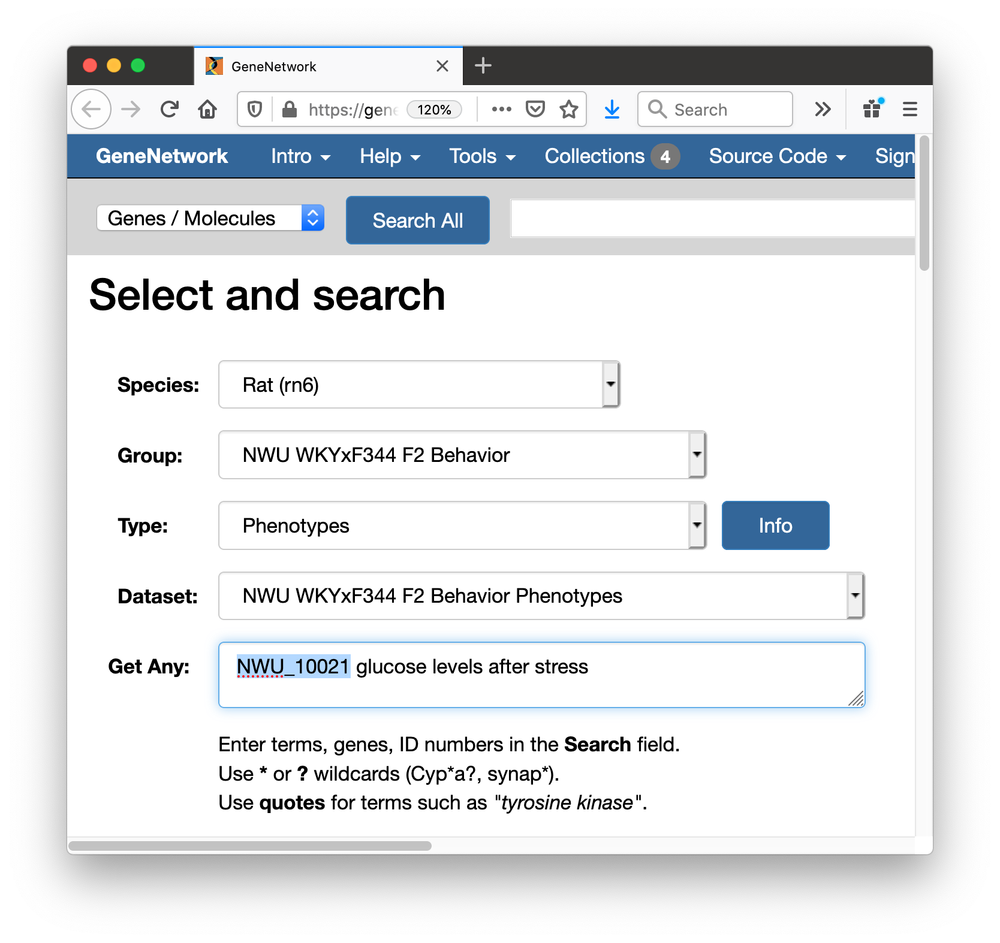 GeneNetwork
https://gene 120% Search
GeneNetwork Intro Help Tools Collections 4 Source Code Sign
Genes / Molecules Search All
Select and search
Species: Rat (rn6)
Group: NWU WKYxF344 F2 Behavior
Type: Phenotypes Info
Dataset: NWU WKYxF344 F2 Behavior Phenotypes
Get Any: NWU_10021 glucose levels after stress
Enter terms, genes, ID numbers in the Search field.
Use * or ? wildcards (Cyp*a?, synap*).
Use quotes for terms such as "tyrosine kinase".